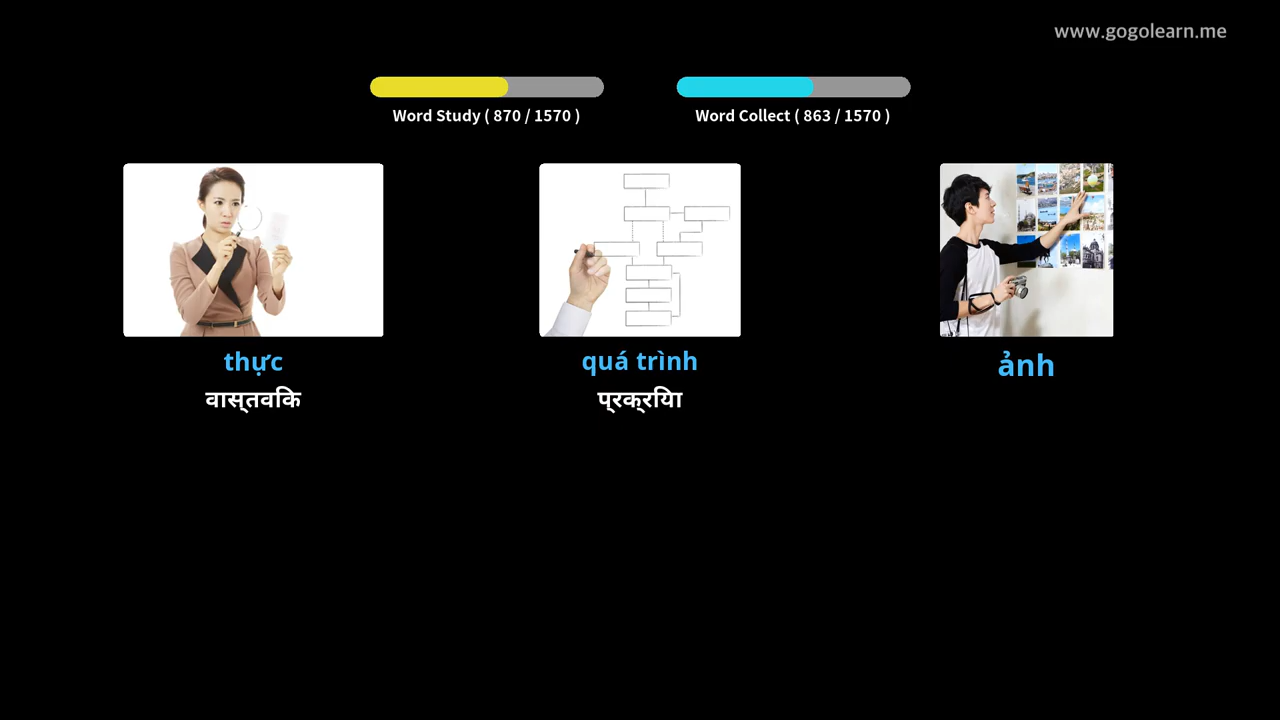 www.gogolearn.me
Word Study ( 870 / 1570 )
Word Collect ( 863 / 1570 )
thực
quá trình
ảnh
वास्तविक
प्रक्रिया